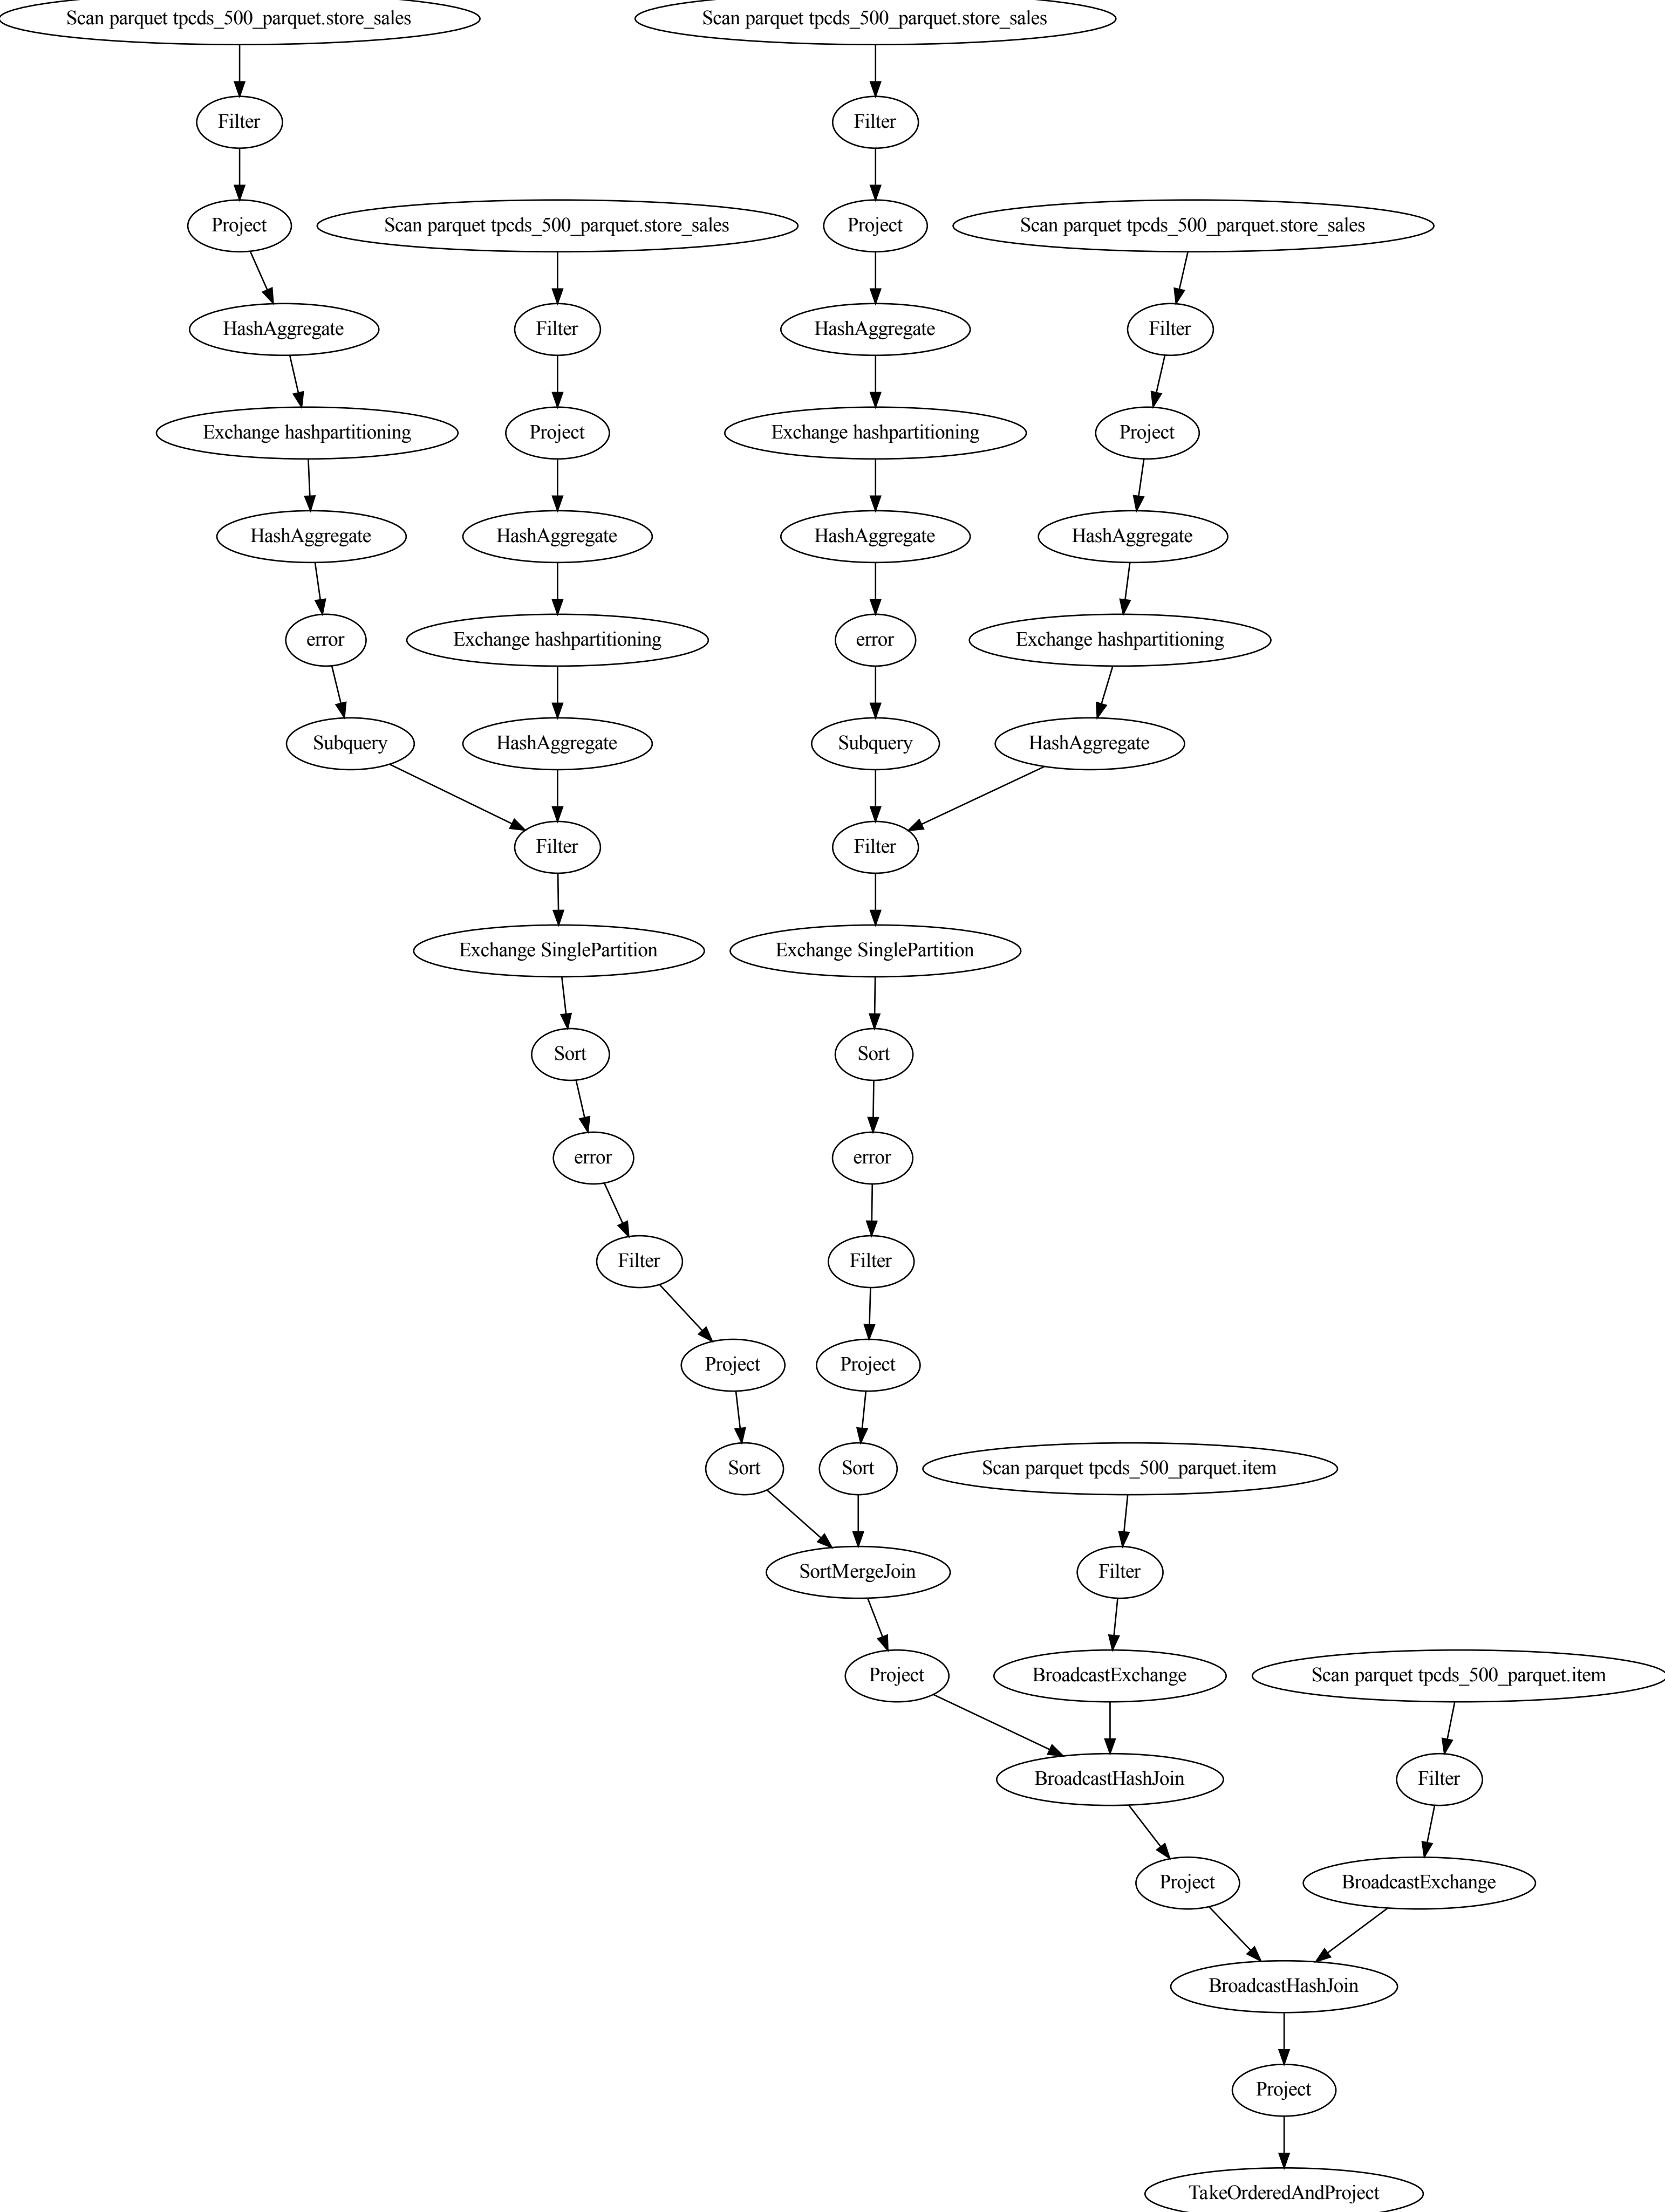 Scan parquet tpcds_500_parquet.store_sales
Scan parquet tpcds_500_parquet.store_sales
Filter
Filter
Project
Scan parquet tpcds_500_parquet.store_sales
Project
Scan parquet tpcds_500_parquet.store_sales
HashAggregate
Filter
HashAggregate
Filter
Exchange hashpartitioning
Project
Exchange hashpartitioning
Project
HashAggregate
HashAggregate
HashAggregate
HashAggregate
error
Exchange hashpartitioning
error
Exchange hashpartitioning
Subquery
HashAggregate
Subquery
HashAggregate
Filter
Filter
Exchange SinglePartition
Exchange SinglePartition
Sort
Sort
error
error
Filter
Filter
Project
Project
Sort
Sort
Scan parquet tpcds_500_parquet.item
SortMergeJoin
Filter
Project
BroadcastExchange
Scan parquet tpcds_500_parquet.item
BroadcastHashJoin
Filter
Project
BroadcastExchange
BroadcastHashJoin
Project
TakeOrderedAndProject